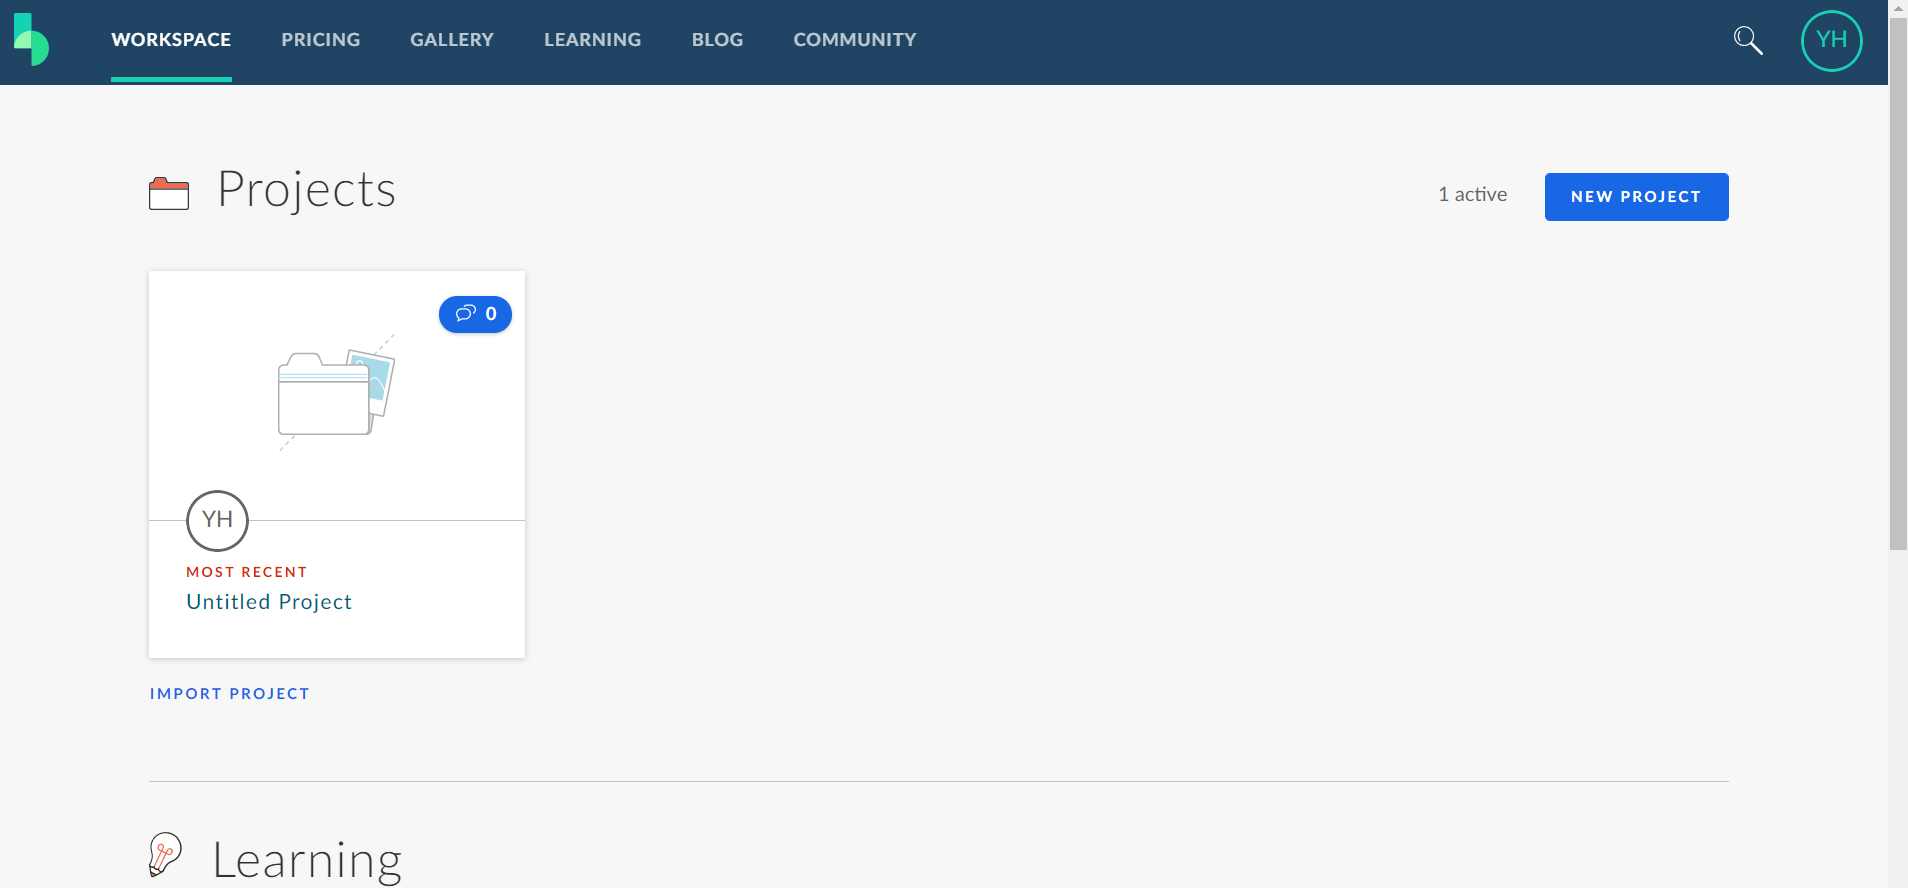 WORKSPACE PRICING GALLERY LEARNING BLOG COMMUNITY YH
Projects
1 active
NEW PROJECT
0
YH
MOST RECENT
Untitled Project
IMPORT PROJECT
Learning